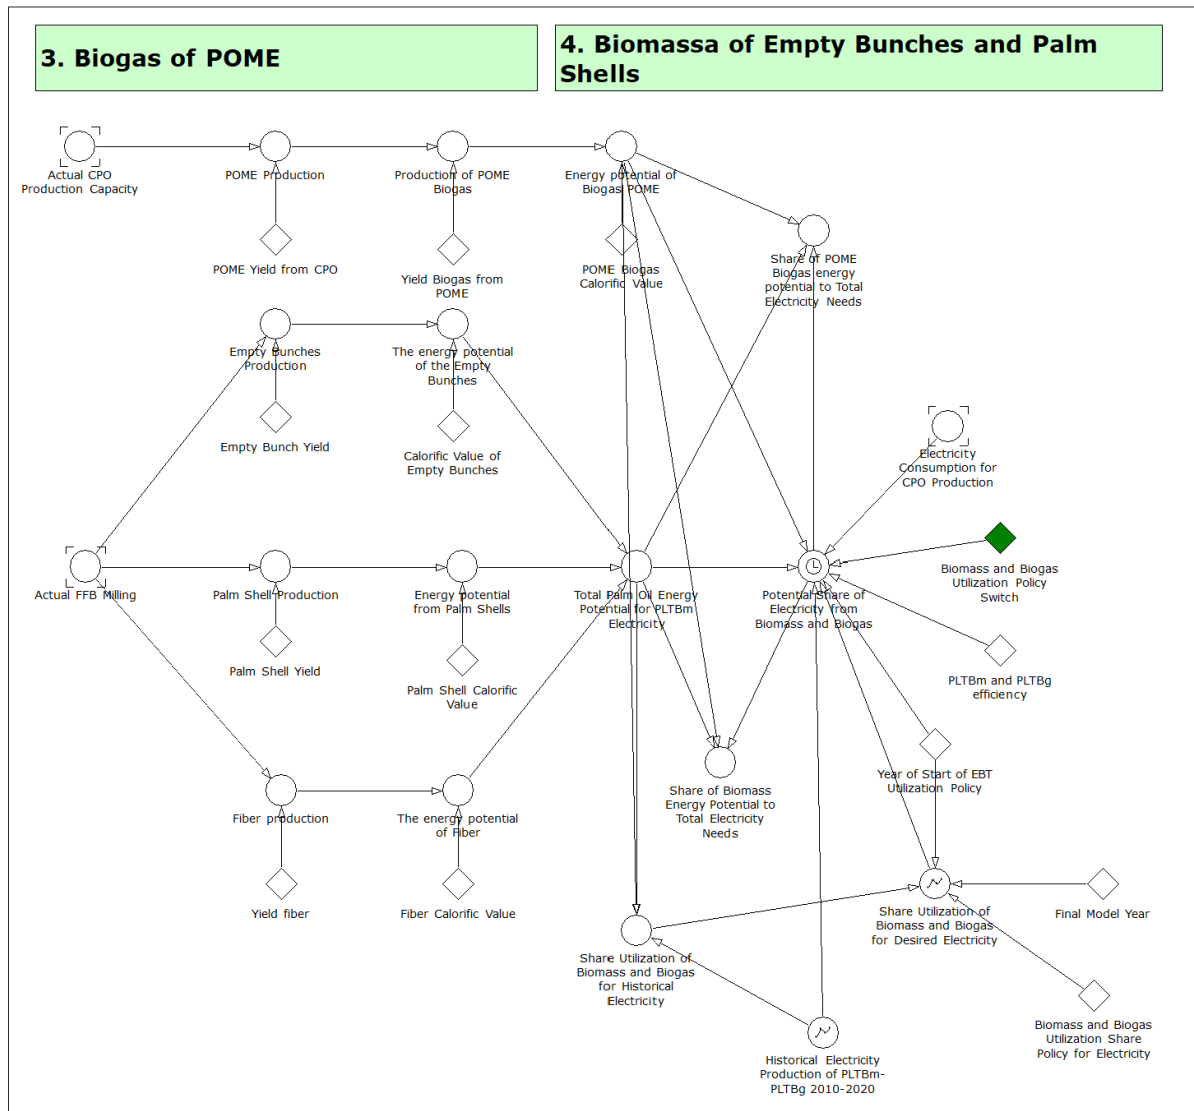 3. Biogas of POME
4. Biomassa of Empty Bunches and Palm
Shells
Actual CPO
Production Capacity
POME Production
Production of POME
Biogas
Energy potential of
Biogas POME
POME Yield from CPO
Yield Biogas from
POME
POME Biogas
Calorific Value
Share of POME
Biogas energy
potential to Total
Electricity Needs
Empty Bunches
Production
The energy potential
of the Empty
Bunches
Empty Bunch Yield
Calorific Value of
Empty Bunches
Electricity
Consumption for
CPO Production
Actual FFB Milling
Palm Shell Production
Energy potential
from Palm Shells
Total Palm Oil Energy
Potential for PLTBm
Electricity
Potential Share of
Electricity from
Biomass and Biogas
Biomass and Biogas
Utilization Policy
Switch
Palm Shell Yield
Palm Shell Calorific
Value
PLTBm and PLTBg
efficiency
Year of Start of EBT
Utilization Policy
Fiber production
The energy potential
of Fiber
Share of Biomass
Energy Potential to
Total Electricity
Needs
Yield fiber
Fiber Calorific Value
Share Utilization of
Biomass and Biogas
for Desired Electricity
Final Model Year
Share Utilization of
Biomass and Biogas
for Historical
Electricity
Biomass and Biogas
Utilization Share
Policy for Electricity
Historical Electricity
Production of PLTBm-
PLTBg 2010-2020